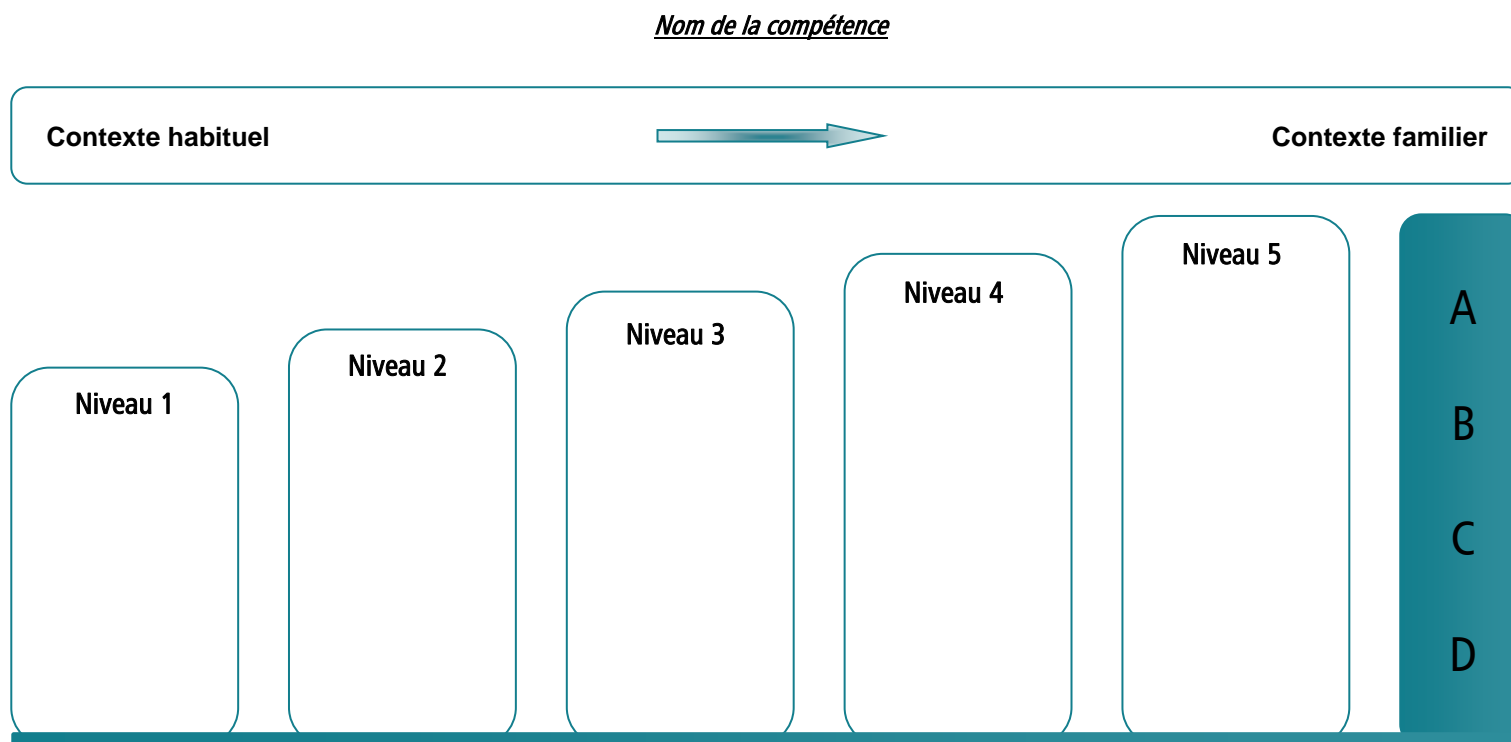 Nom de la compétence
Contexte habituel
Contexte familier
Niveau 1
Niveau 2
Niveau 3
Niveau 4
Niveau 5
A
B
C
D